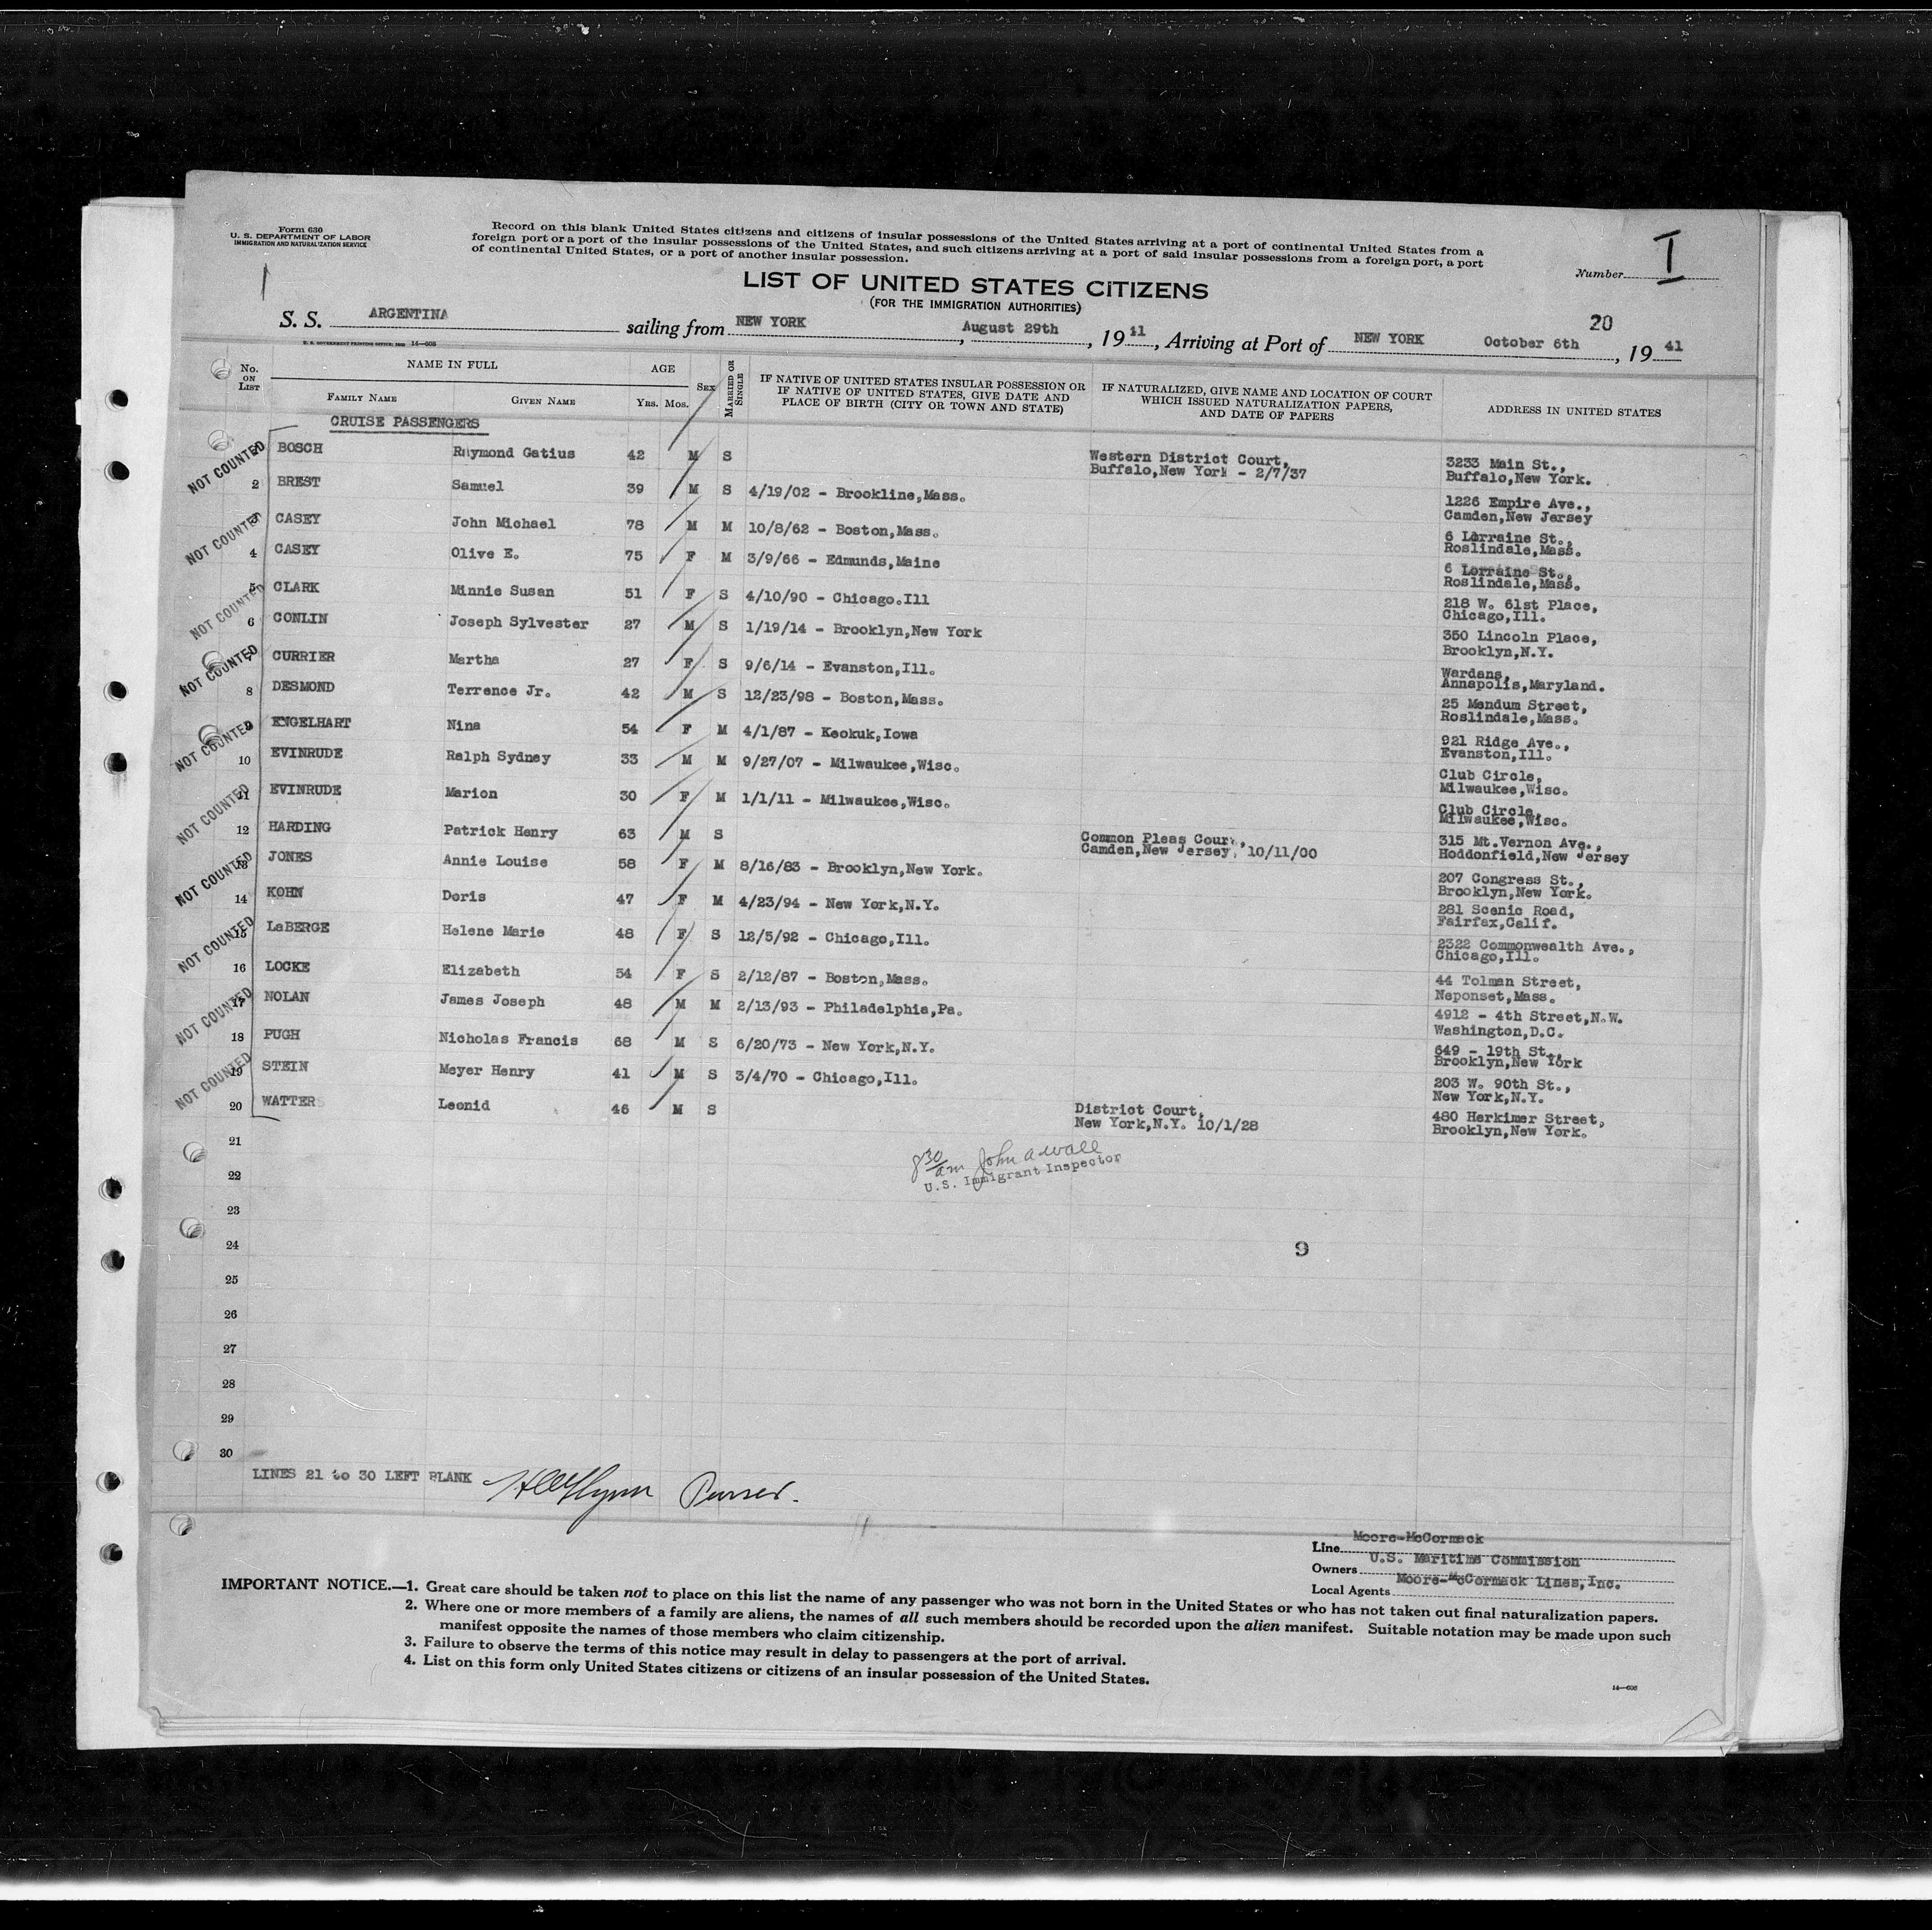 Form 630
U. S. DEPARTMENT OF LABOR
IMMIGRATION AND NATURALIZATION SERVICE
Record on this blank United States citizens and citizens of insular possessions of the United States arriving at a port of continental United States from a
foreign port or a port of the insular possessions of the United States, and such citizens arriving at a port of said insular possessions from a foreign port, a port
of continental United States, or a port of another insular possession.
Number I
LIST OF UNITED STATES CITIZENS
(FOR THE IMMIGRATION AUTHORITIES)
20
S. S. ARGENTINA sailing from NEW YORK, August 29th, 1941, Arriving at Port of NEW YORK October 6th, 1941
U. S. GOVERNMENT PRINTING OFFICE 14—608
No. ON LIST NAME IN FULL FAMILY NAME GIVEN NAME AGE Yrs. Mos. SEX MARRIED OR SINGLE IF NATIVE OF UNITED STATES INSULAR POSSESSION OR IF NATIVE OF UNITED STATES, GIVE DATE AND PLACE OF BIRTH (CITY OR TOWN AND STATE) IF NATURALIZED, GIVE NAME AND LOCATION OF COURT WHICH ISSUED NATURALIZATION PAPERS, AND DATE OF PAPERS ADDRESS IN UNITED STATES
CRUISE PASSENGERS
NOT COUNTED BOSCH Raymond Gatius 42 M S Western District Court, Buffalo,New York - 2/7/37 3233 Main St., Buffalo,New York.
2 BREST Samuel 39 M S 4/19/02 - Brookline,Mass. 1226 Empire Ave., Camden,New Jersey
NOT COUNTED 3 CASEY John Michael 78 M M 10/8/62 - Boston,Mass. 6 Lorraine St., Roslindale,Mass.
4 CASEY Olive E. 75 F M 3/9/66 - Edmunds,Maine 6 Lorraine St., Roslindale,Mass.
NOT COUNTED 5 CLARK Minnie Susan 51 F S 4/10/90 - Chicago.Ill 218 W. 61st Place, Chicago,Ill.
6 CONLIN Joseph Sylvester 27 M S 1/19/14 - Brooklyn,New York 350 Lincoln Place, Brooklyn,N.Y.
NOT COUNTED 7 CURRIER Martha 27 F S 9/6/14 - Evanston,Ill. Wardans, Annapolis,Maryland.
8 DESMOND Terrence Jr. 42 M S 12/23/98 - Boston,Mass. 25 Mendum Street, Roslindale,Mass.
NOT COUNTED 9 ENGELHART Nina 54 F M 4/1/87 - Keokuk,Iowa 921 Ridge Ave., Evanston,Ill.
10 EVINRUDE Ralph Sydney 33 M M 9/27/07 - Milwaukee,Wisc. Club Circle, Milwaukee,Wisc.
NOT COUNTED 11 EVINRUDE Marion 30 F M 1/1/11 - Milwaukee,Wisc. Club Circle, Milwaukee,Wisc.
12 HARDING Patrick Henry 63 M S Common Pleas Court, Camden,New Jersey, 10/11/00 315 Mt.Vernon Ave., Hoddonfield,New Jersey
NOT COUNTED 13 JONES Annie Louise 58 F M 8/16/83 - Brooklyn,New York. 207 Congress St., Brooklyn,New York.
14 KOHN Doris 47 F M 4/23/94 - New York,N.Y. 281 Scenic Road, Fairfax,Calif.
NOT COUNTED 15 LaBERGE Helene Marie 48 F S 12/5/92 - Chicago,Ill. 2322 Commonwealth Ave., Chicago,Ill.
16 LOCKE Elizabeth 54 F S 2/12/87 - Boston,Mass. 44 Tolman Street, Neponset,Mass.
NOT COUNTED 17 NOLAN James Joseph 48 M M 2/13/93 - Philadelphia,Pa. 4912 - 4th Street,N.W. Washington,D.C.
18 PUGH Nicholas Francis 68 M S 6/20/73 - New York,N.Y. 649 - 19th St., Brooklyn,New York
NOT COUNTED 19 STEIN Meyer Henry 41 M S 3/4/70 - Chicago,Ill. 203 W. 90th St., New York,N.Y.
20 WATTERS Leonid 46 M S District Court, New York,N.Y. 10/1/28 480 Herkimer Street, Brooklyn,New York.
21
22 8 30/am John A Wall
U.S. Immigrant Inspector
23
24 9
25
26
27
28
29
30
LINES 21 to 30 LEFT BLANK Purser.
Line Moore-McCormack
Owners U.S. Maritime Commission
Local Agents Moore-McCormack Lines,Inc.
IMPORTANT NOTICE.—1. Great care should be taken not to place on this list the name of any passenger who was not born in the United States or who has not taken out final naturalization papers.
2. Where one or more members of a family are aliens, the names of all such members should be recorded upon the alien manifest. Suitable notation may be made upon such
manifest opposite the names of those members who claim citizenship.
3. Failure to observe the terms of this notice may result in delay to passengers at the port of arrival.
4. List on this form only United States citizens or citizens of an insular possession of the United States.
14—608